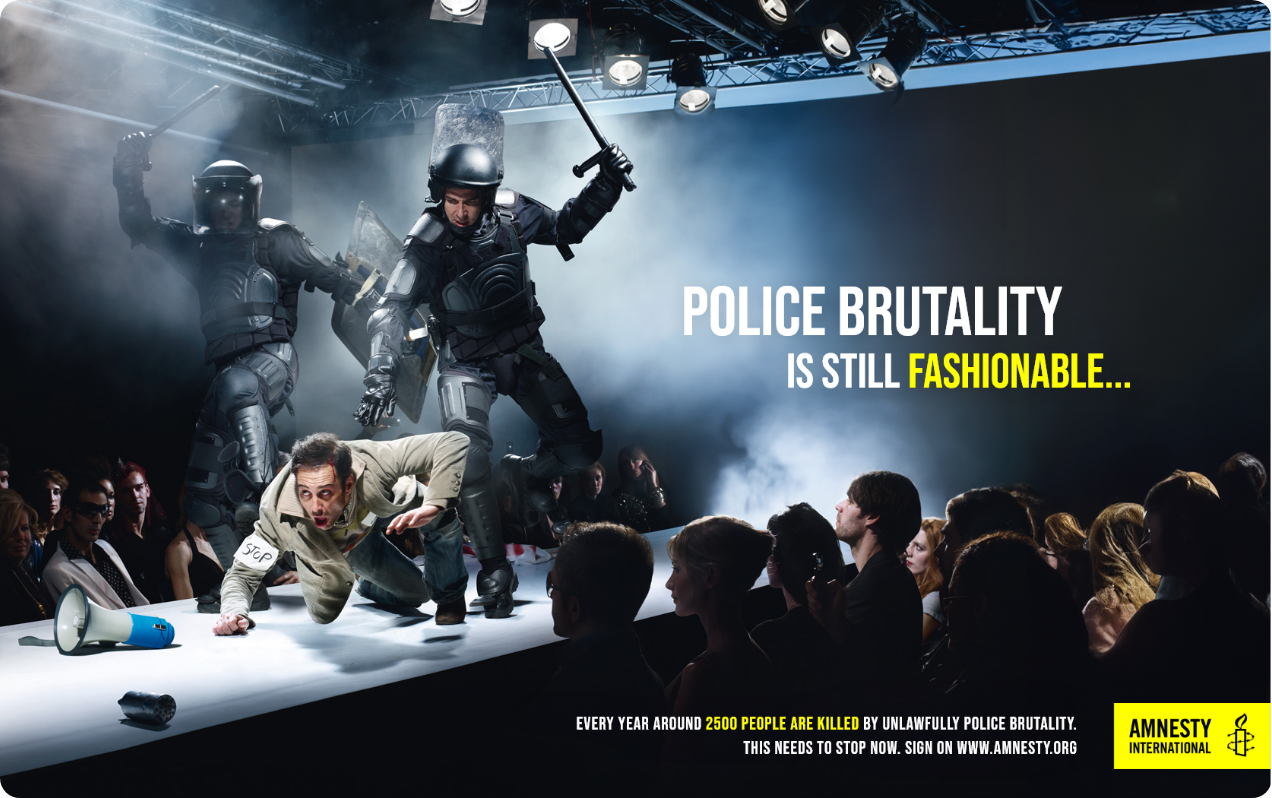 POLICE BRUTALITY
IS STILL FASHIONABLE...
STOP
EVERY YEAR AROUND 2500 PEOPLE ARE KILLED BY UNLAWFULLY POLICE BRUTALITY.
THIS NEEDS TO STOP NOW. SIGN ON WWW.AMNESTY.ORG
AMNESTY
INTERNATIONAL